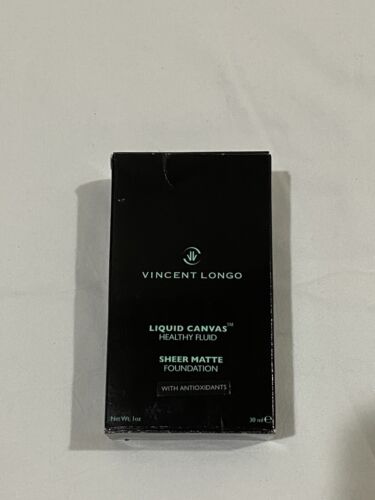 VINCENT LONGO
LIQUID CANVAS™
HEALTHY FLUID
SHEER MATTE
FOUNDATION
WITH ANTIOXIDANTS
Net Wt. 1oz 30 ml ℮